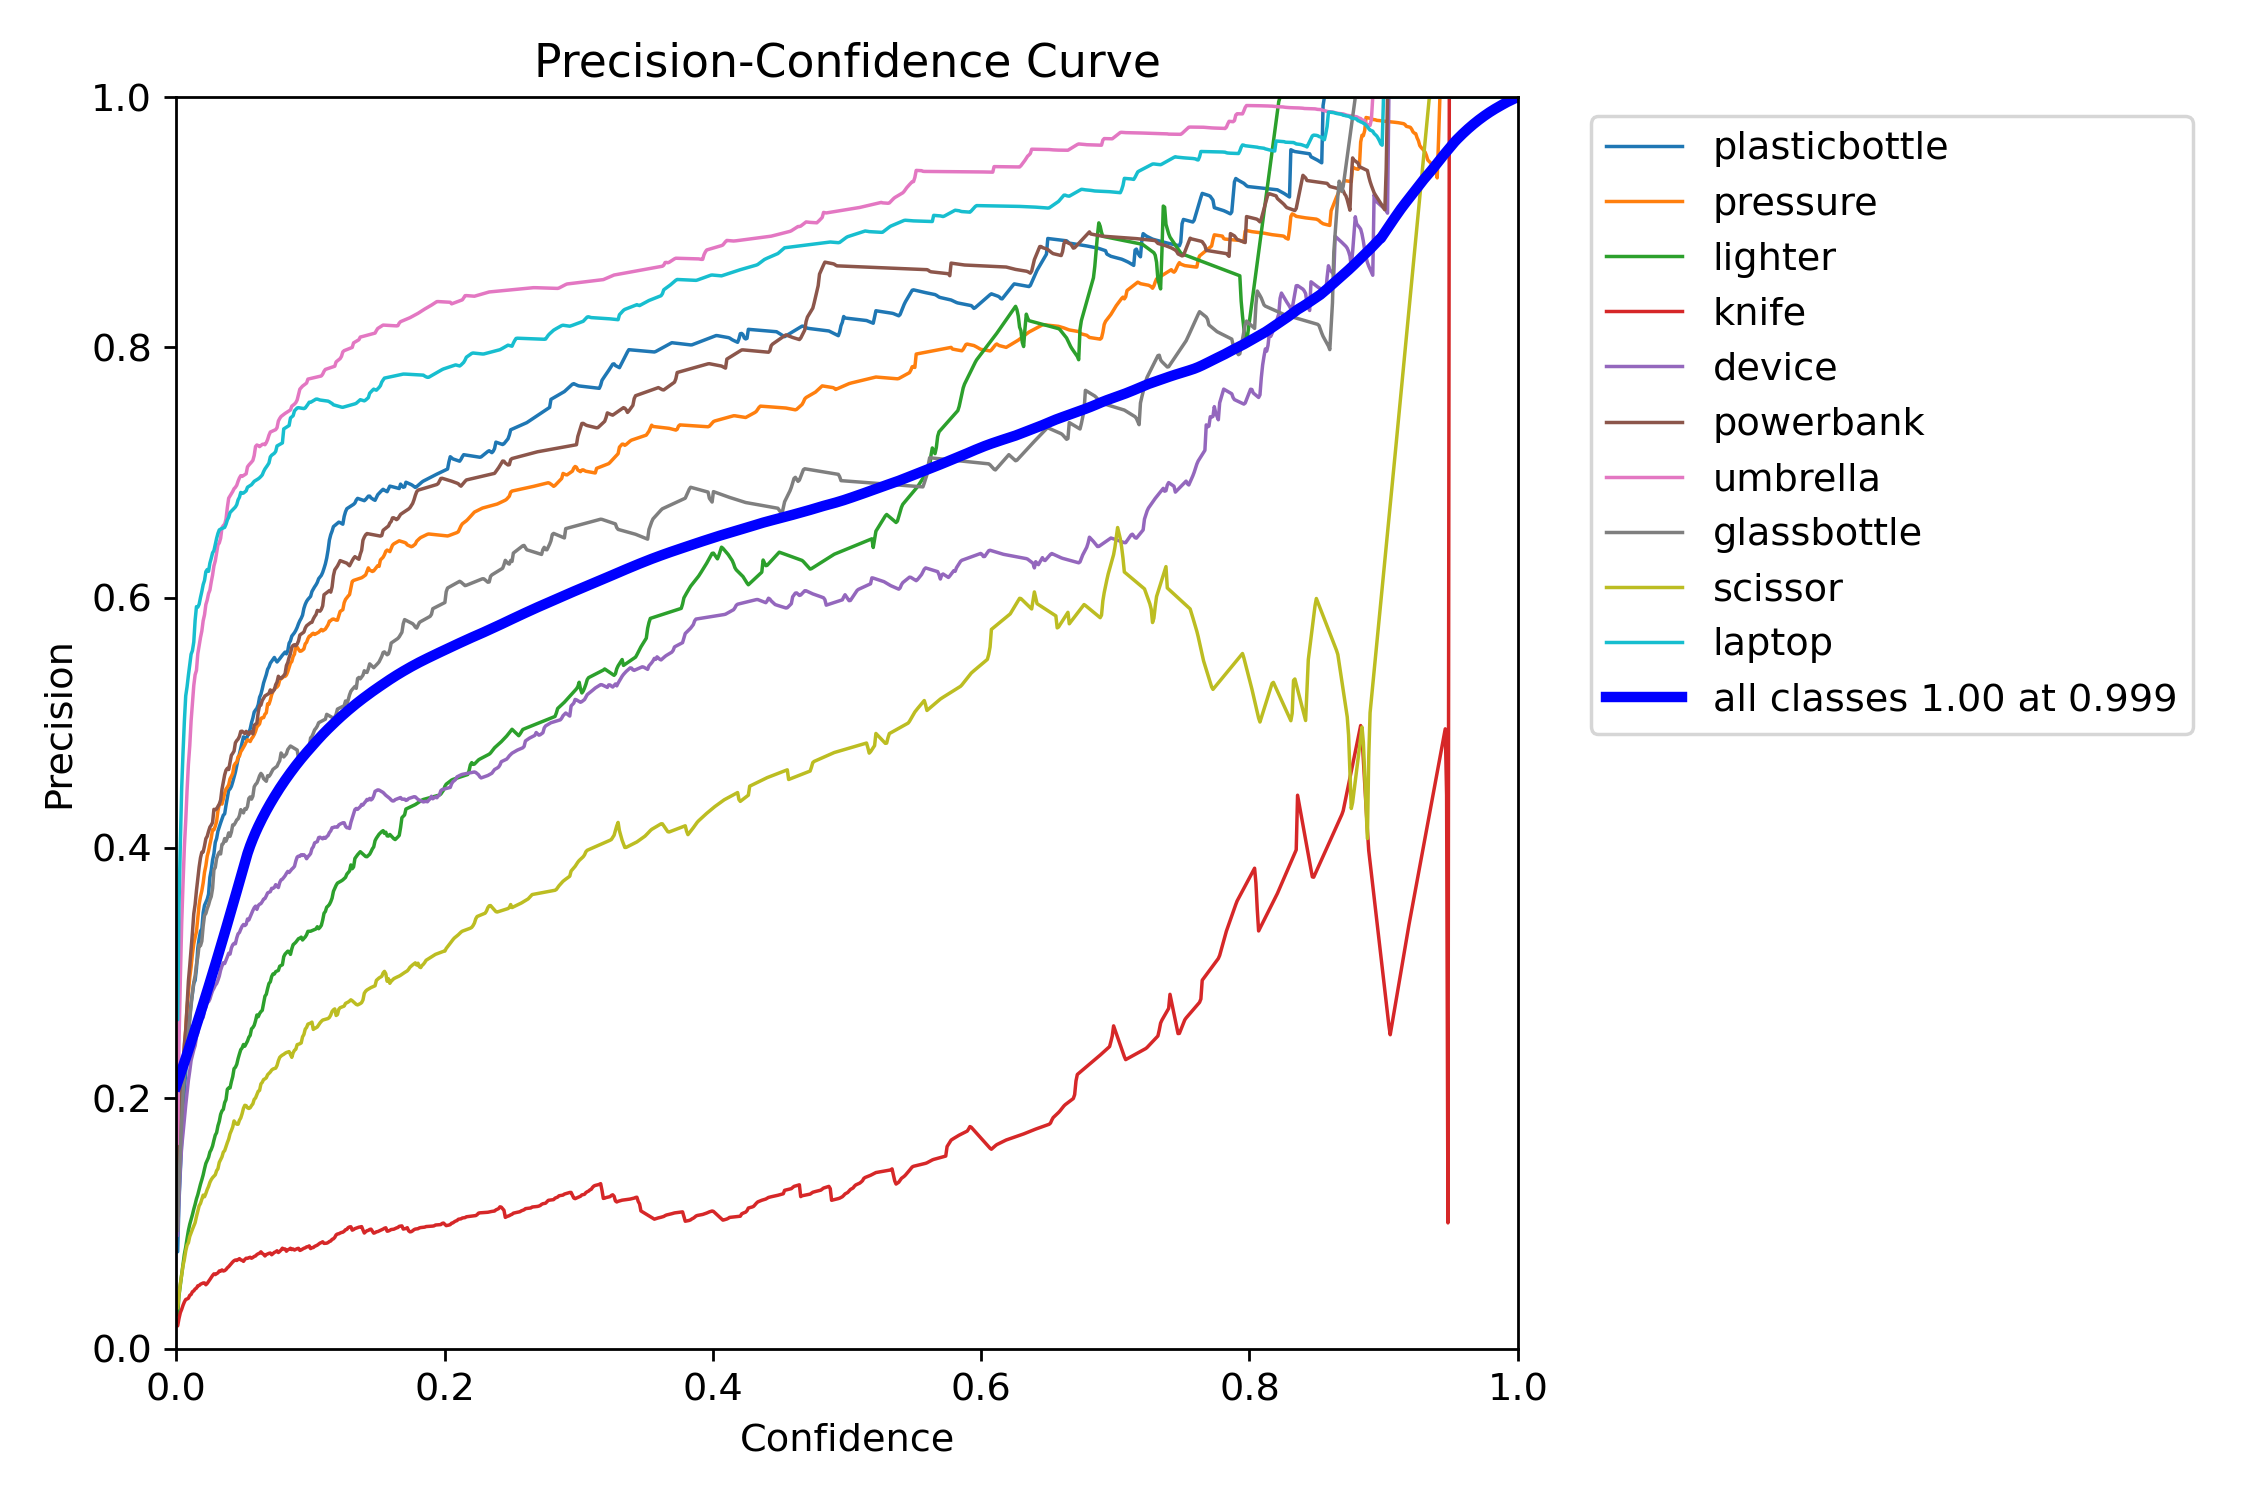 Precision-Confidence Curve
1.0
0.8
0.6
0.4
0.2
0.0
Precision
0.0 0.2 0.4 0.6 0.8 1.0
Confidence
plasticbottle
pressure
lighter
knife
device
powerbank
umbrella
glassbottle
scissor
laptop
all classes 1.00 at 0.999